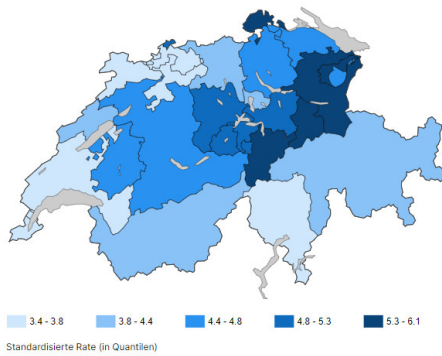 3.4 - 3.8 3.8 - 4.4 4.4 - 4.8 4.8 - 5.3 5.3 - 6.1
Standardisierte Rate (in Quantilen)